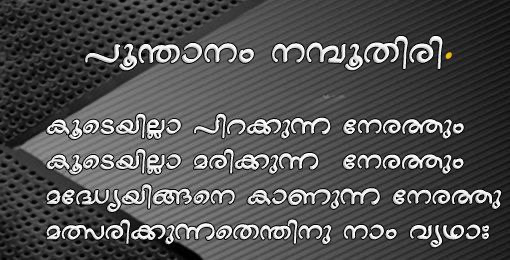 പൂന്താനം നമ്പൂതിരി.
കൂടെയില്ലാ പിറക്കുന്ന നേരത്തും
കൂടെയില്ലാ മരിക്കുന്ന നേരത്തും
മദ്ധ്യേയിങ്ങനെ കാണുന്ന നേരത്തു
മത്സരിക്കുന്നതെന്തിനു നാം വൃഥാഃ